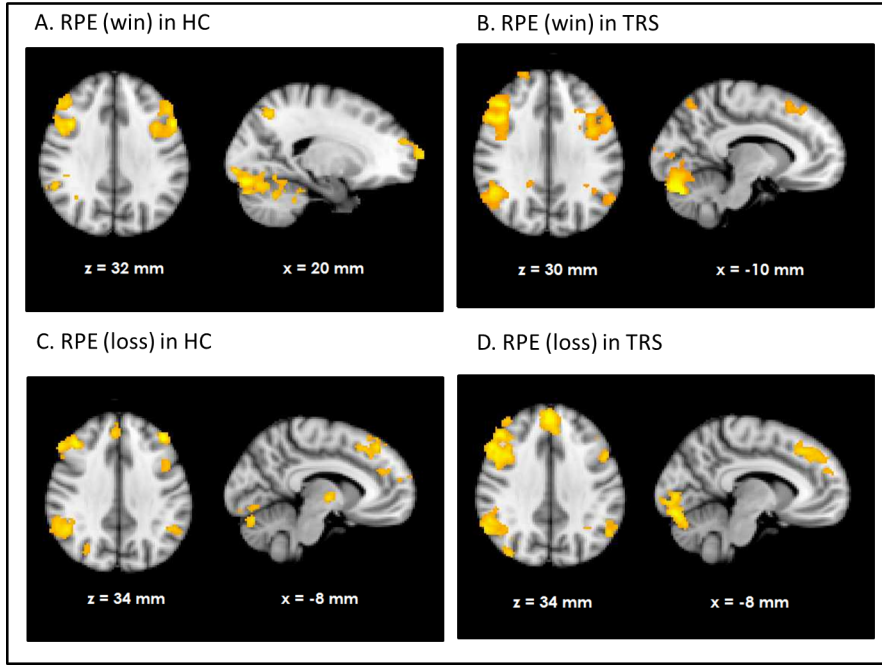 A. RPE (win) in HC
B. RPE (win) in TRS
z = 32 mm
x = 20 mm
z = 30 mm
x = -10 mm
C. RPE (loss) in HC
D. RPE (loss) in TRS
z = 34 mm
x = -8 mm
z = 34 mm
x = -8 mm